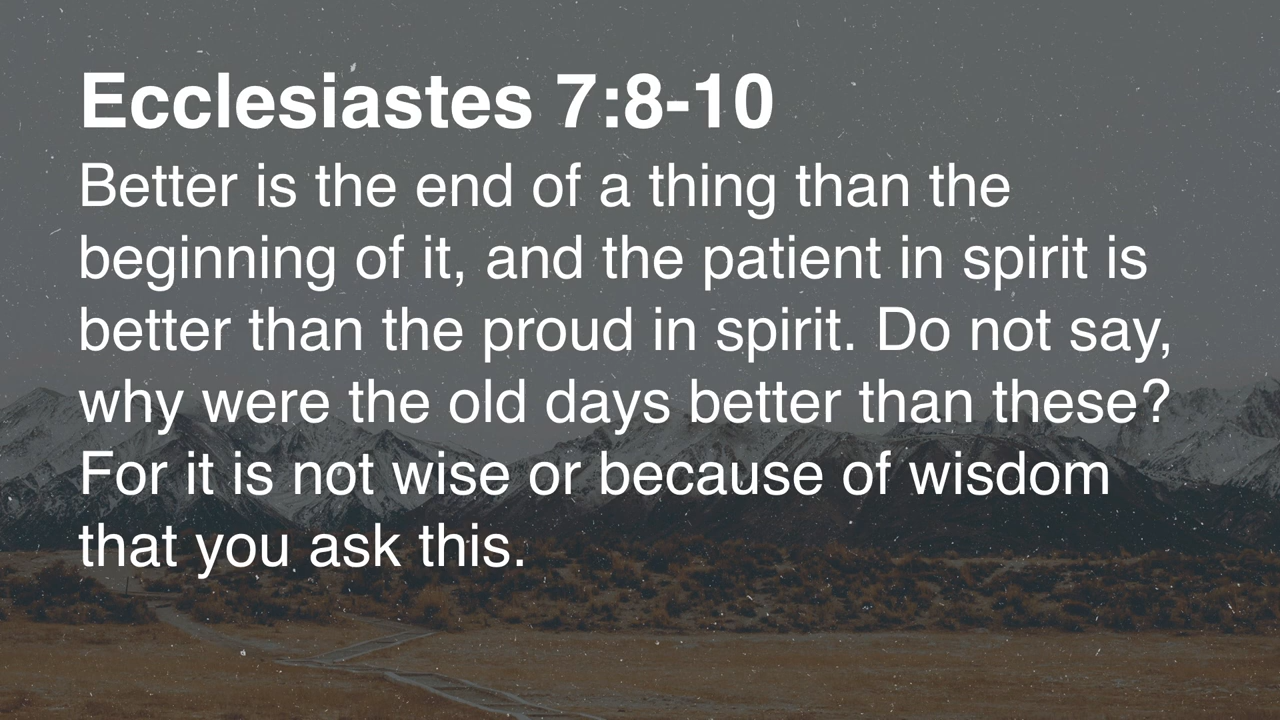 Ecclesiastes 7:8-10
Better is the end of a thing than the
beginning of it, and the patient in spirit is
better than the proud in spirit. Do not say,
why were the old days better than these?
For it is not wise or because of wisdom
that you ask this.